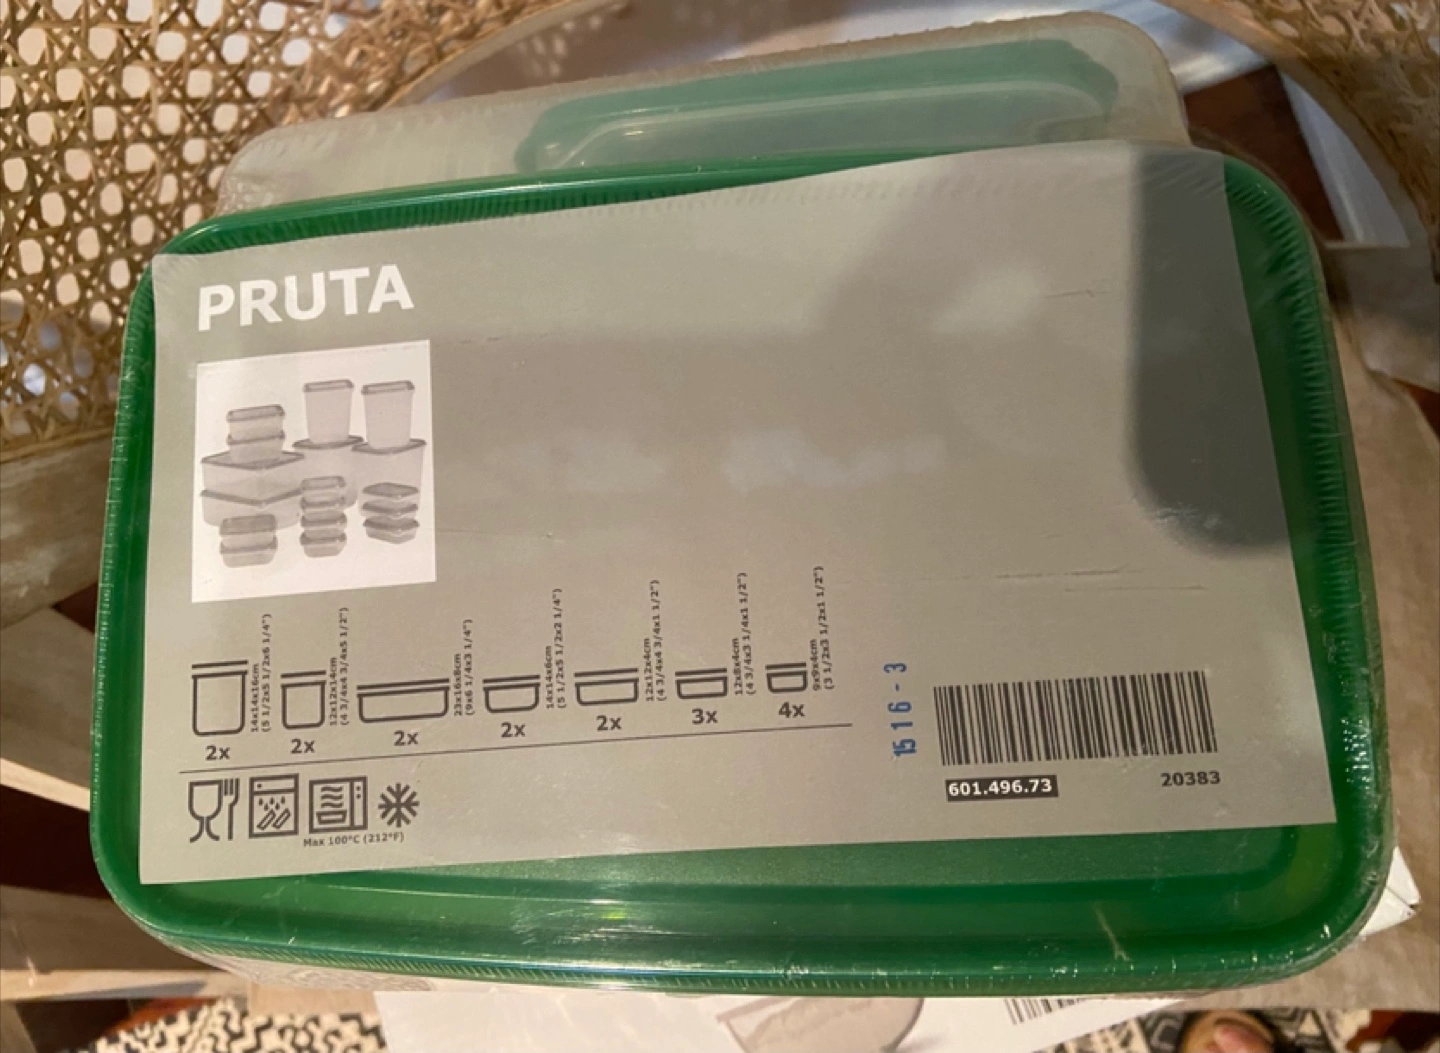 PRUTA
14x14x16cm
(5 1/2x5 1/2x6 1/4")
2x
12x12x14cm
(4 3/4x4 3/4x5 1/2")
2x
23x16x8cm
(9x6 1/4x3 1/4")
2x
14x14x6cm
(5 1/2x5 1/2x2 1/4")
2x
12x12x4cm
(4 3/4x4 3/4x1 1/2")
2x
12x8x4cm
(4 3/4x3 1/4x1 1/2")
3x
9x9x4cm
(3 1/2x3 1/2x1 1/2")
4x
Max 100°C (212°F)
1516-3
601.496.73
20383